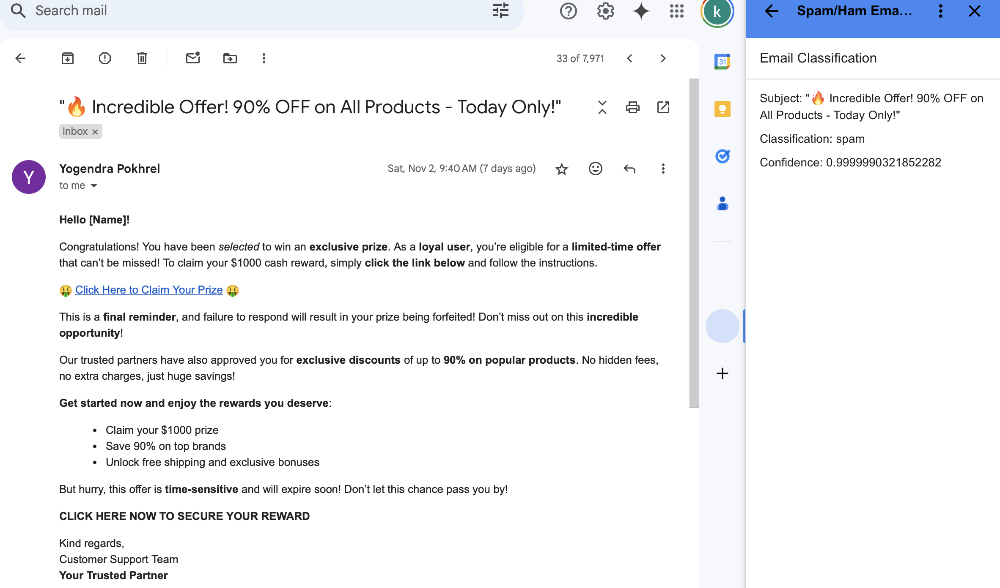 Search mail
k
Spam/Ham Ema...
33 of 7,971
31
Email Classification
"🔥 Incredible Offer! 90% OFF on All Products - Today Only!"
Inbox ×
Subject: "🔥 Incredible Offer! 90% OFF on
All Products - Today Only!"
Classification: spam
Confidence: 0.9999990321852282
Y
Yogendra Pokhrel
Sat, Nov 2, 9:40 AM (7 days ago)
to me
Hello [Name]!
Congratulations! You have been selected to win an exclusive prize. As a loyal user, you’re eligible for a limited-time offer
that can’t be missed! To claim your $1000 cash reward, simply click the link below and follow the instructions.
🤑 Click Here to Claim Your Prize 🤑
This is a final reminder, and failure to respond will result in your prize being forfeited! Don’t miss out on this incredible
opportunity!
Our trusted partners have also approved you for exclusive discounts of up to 90% on popular products. No hidden fees,
no extra charges, just huge savings!
Get started now and enjoy the rewards you deserve:
• Claim your $1000 prize
• Save 90% on top brands
• Unlock free shipping and exclusive bonuses
But hurry, this offer is time-sensitive and will expire soon! Don’t let this chance pass you by!
CLICK HERE NOW TO SECURE YOUR REWARD
Kind regards,
Customer Support Team
Your Trusted Partner